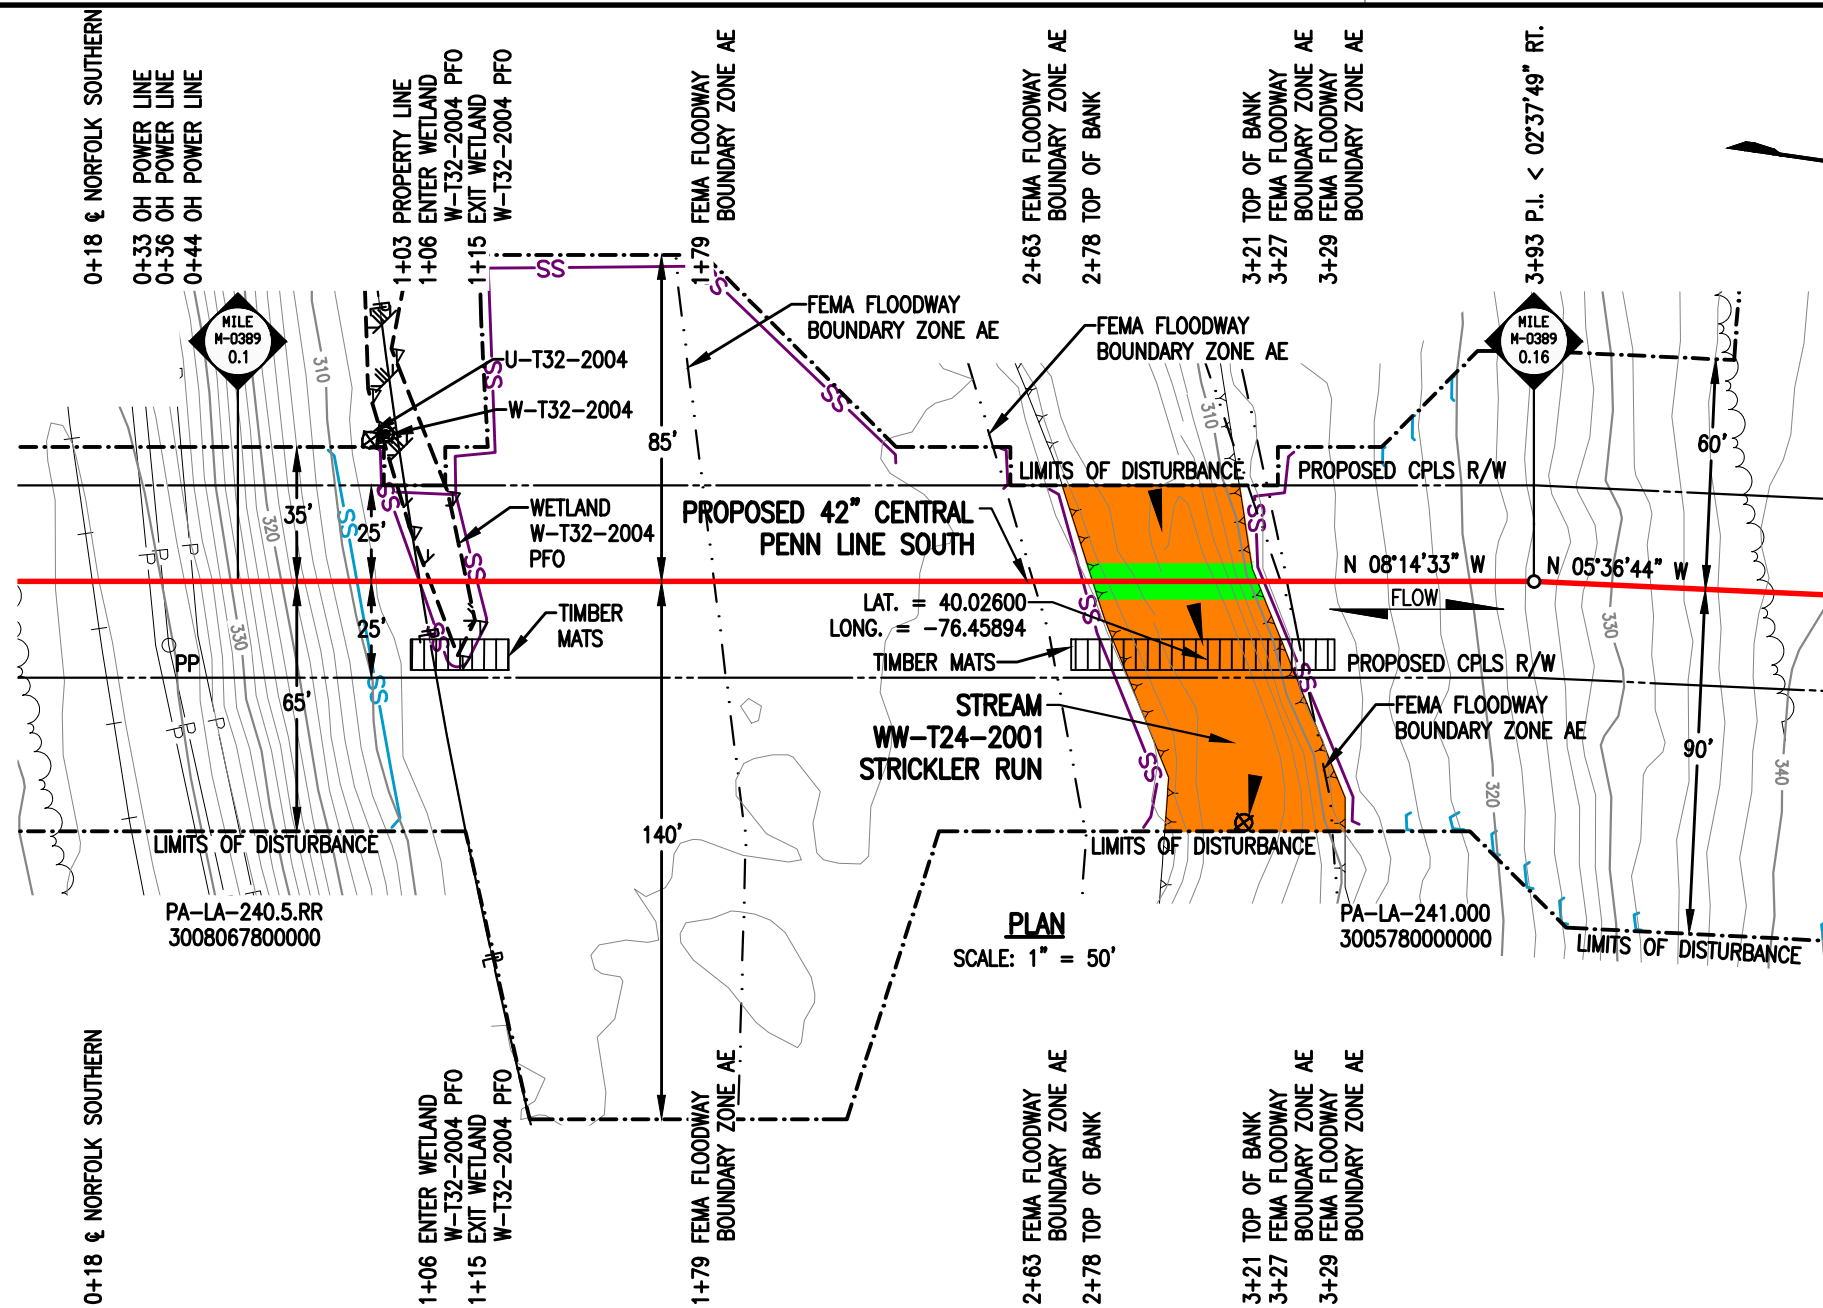 0+18 ℄ NORFOLK SOUTHERN
0+33 OH POWER LINE
0+36 OH POWER LINE
0+44 OH POWER LINE
1+03 PROPERTY LINE
1+06 ENTER WETLAND
W-T32-2004 PFO
1+15 EXIT WETLAND
W-T32-2004 PFO
1+79 FEMA FLOODWAY
BOUNDARY ZONE AE
2+63 FEMA FLOODWAY
BOUNDARY ZONE AE
2+78 TOP OF BANK
3+21 TOP OF BANK
3+27 FEMA FLOODWAY
BOUNDARY ZONE AE
3+29 FEMA FLOODWAY
BOUNDARY ZONE AE
3+93 P.I. < 02°37'49" RT.
MILE
M-0389
0.1
MILE
M-0389
0.16
310
SS
SS
SS
SS
FEMA FLOODWAY
BOUNDARY ZONE AE
FEMA FLOODWAY
BOUNDARY ZONE AE
U-T32-2004
W-T32-2004
310
85'
60'
LIMITS OF DISTURBANCE
PROPOSED CPLS R/W
35'
25'
320
SS
SS
SS
WETLAND
W-T32-2004
PFO
PROPOSED 42" CENTRAL
PENN LINE SOUTH
SS
N 08°14'33" W
N 05°36'44" W
FLOW
LAT. = 40.02600
LONG. = -76.45894
TIMBER
MATS
25'
330
330
PP
SS
SS
SS
SS
TIMBER MATS
PROPOSED CPLS R/W
65'
P
P
P
P
P
P
P
STREAM
WW-T24-2001
STRICKLER RUN
FEMA FLOODWAY
BOUNDARY ZONE AE
SS
90'
320
340
140'
LIMITS OF DISTURBANCE
LIMITS OF DISTURBANCE
PA-LA-240.5.RR
3008067800000
PLAN
SCALE: 1" = 50'
PA-LA-241.000
3005780000000
LIMITS OF DISTURBANCE
0+18 ℄ NORFOLK SOUTHERN
1+06 ENTER WETLAND
W-T32-2004 PFO
1+15 EXIT WETLAND
W-T32-2004 PFO
1+79 FEMA FLOODWAY
BOUNDARY ZONE AE
2+63 FEMA FLOODWAY
BOUNDARY ZONE AE
2+78 TOP OF BANK
3+21 TOP OF BANK
3+27 FEMA FLOODWAY
BOUNDARY ZONE AE
3+29 FEMA FLOODWAY
BOUNDARY ZONE AE